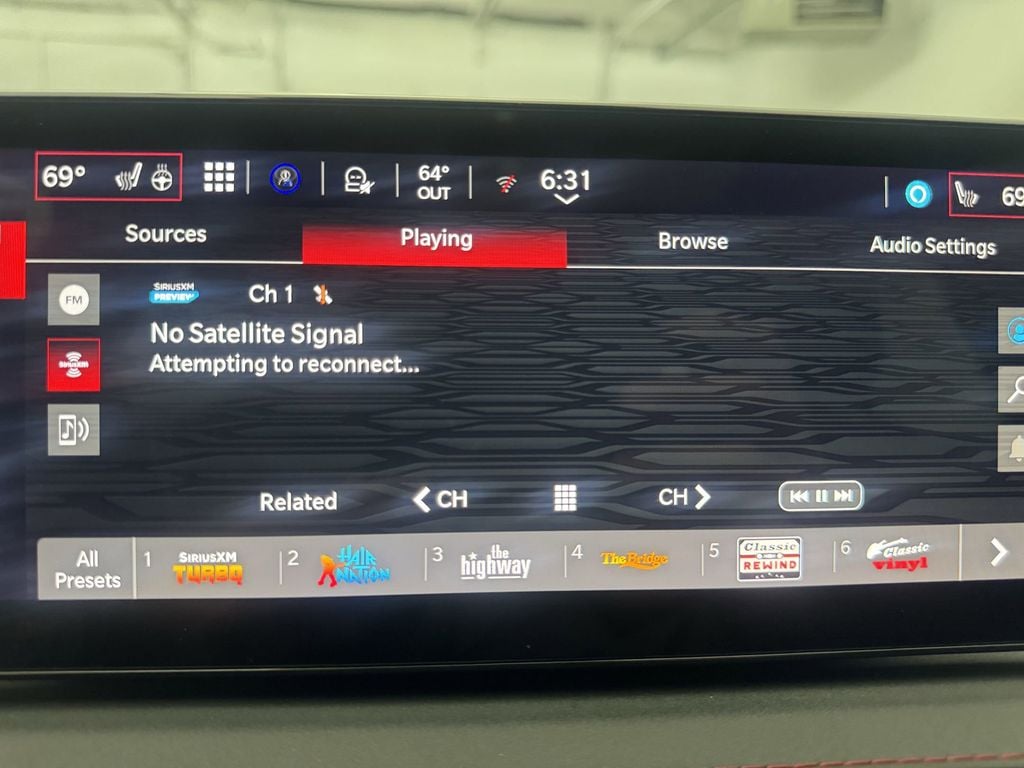 69°
64°
OUT
6:31
69
Sources
Playing
Browse
Audio Settings
FM
SIRIUSXM
PREVIEW
Ch 1
No Satellite Signal
SiriusXM
Attempting to reconnect...
Related
CH
CH
All
Presets
1
SIRIUSXM
TURBO
2
HAIR
NATION
3
the
highway
4
The Bridge
5
Classic
REWIND
6
Classic
vinyl